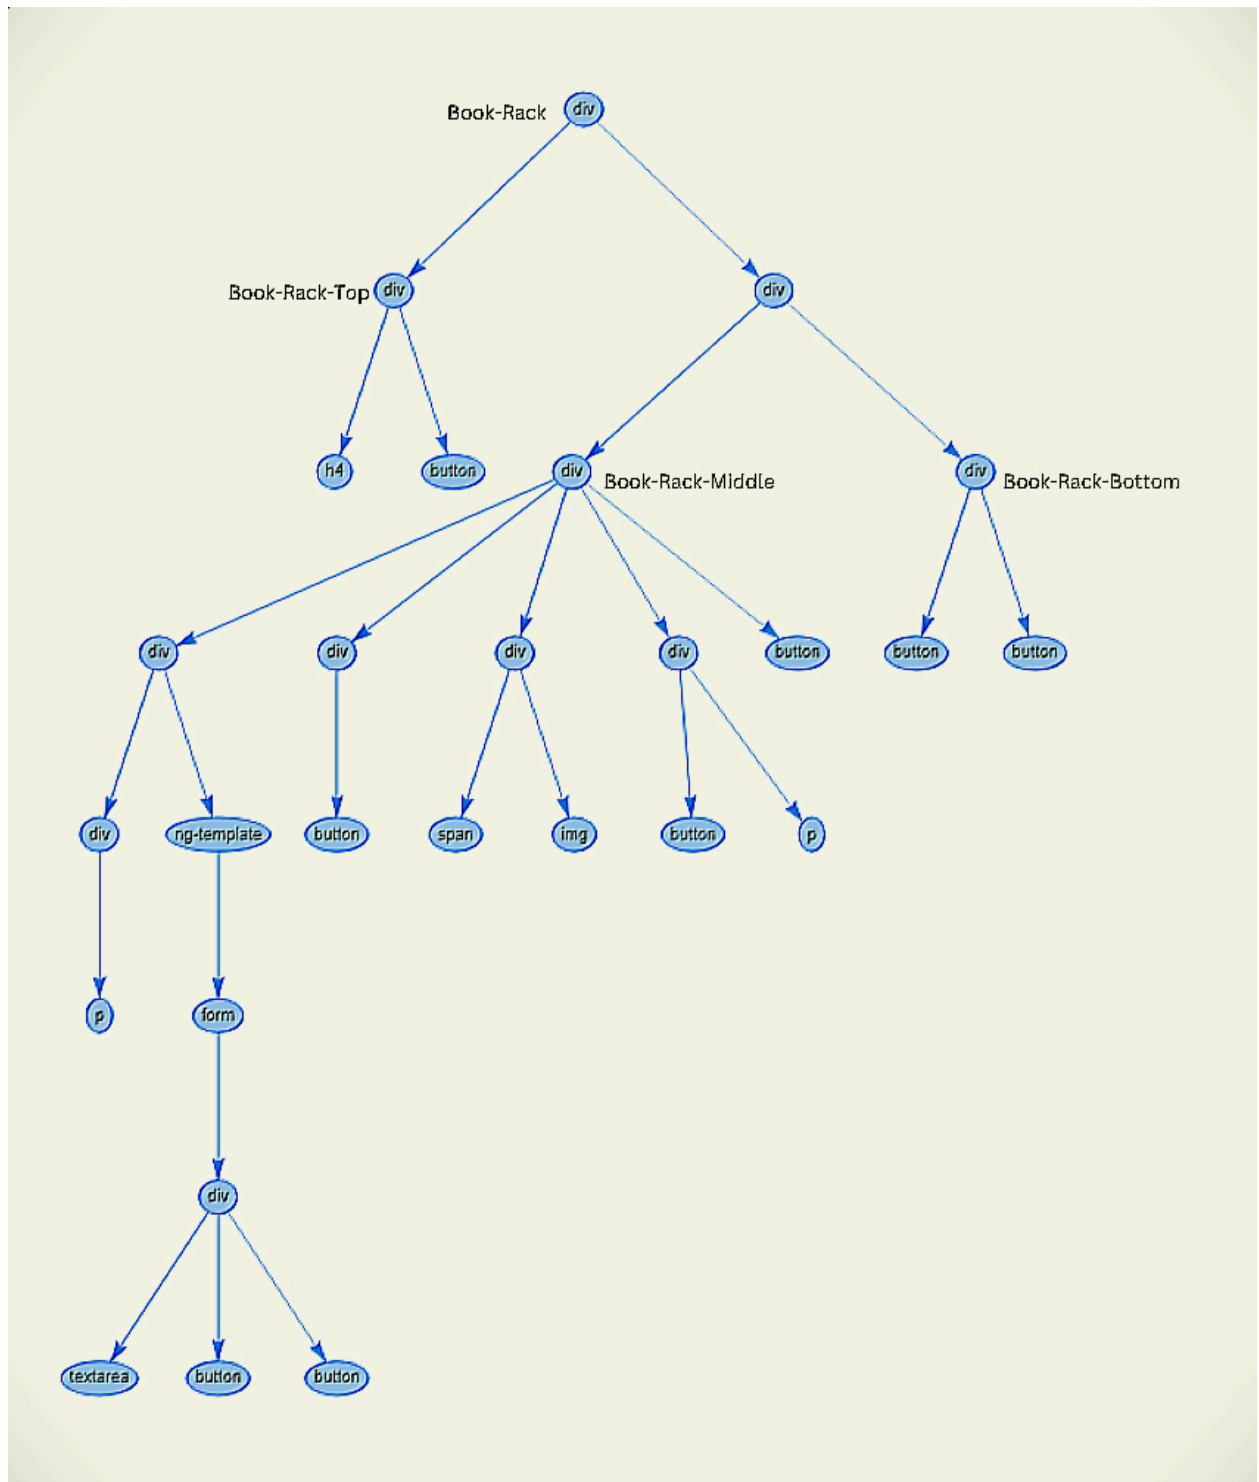 Book-Rack div
Book-Rack-Top div div
h4 button div Book-Rack-Middle div Book-Rack-Bottom
div div div div button button button
div ng-template button span img button p
p form
div
textarea button button